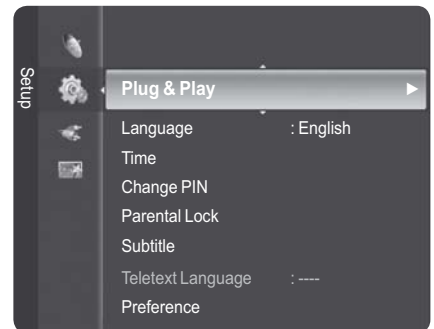 Setup
Plug & Play
Language : English
Time
Change PIN
Parental Lock
Subtitle
Teletext Language : ----
Preference